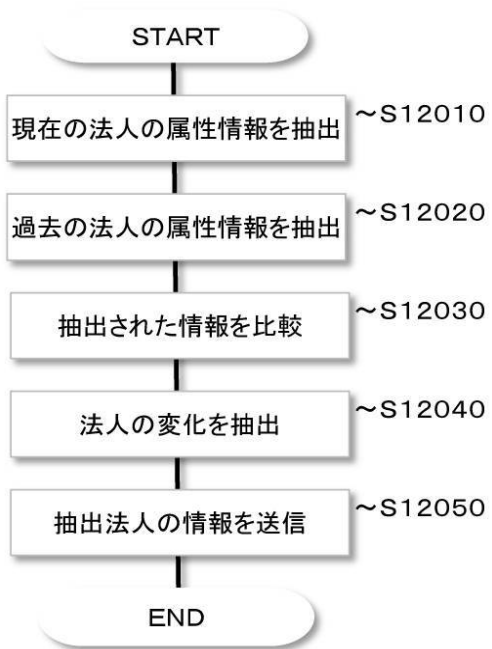 START
現在の法人の属性情報を抽出
～S12010
過去の法人の属性情報を抽出
～S12020
抽出された情報を比較
～S12030
法人の変化を抽出
～S12040
抽出法人の情報を送信
～S12050
END